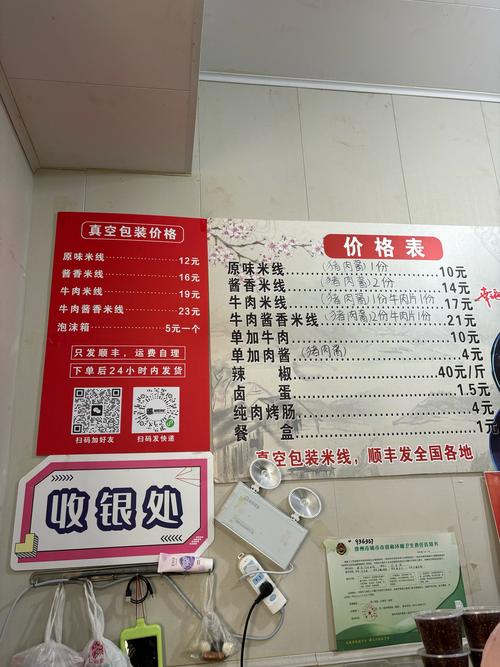 真空包装价格
原味米线 12元
酱香米线 16元
牛肉米线 19元
牛肉酱香米线 23元
泡沫箱 5元一个
只发顺丰，运费自理
下单后24小时内发货
扫码加好友
扫码发快递
价格表
原味米线(猪肉酱)1份 10元
酱香米线(猪肉酱)2份 14元
牛肉米线(猪肉酱)1份牛肉片1份 17元
牛肉酱香米线(猪肉酱)2份牛肉片1份 21元
单加牛肉 10元
单加肉酱(猪肉酱) 4元
辣椒 40元/斤
卤蛋 1.5元
纯肉烤肠 4元
餐盒 1元
真空包装米线，顺丰发全国各地
收银处
936307